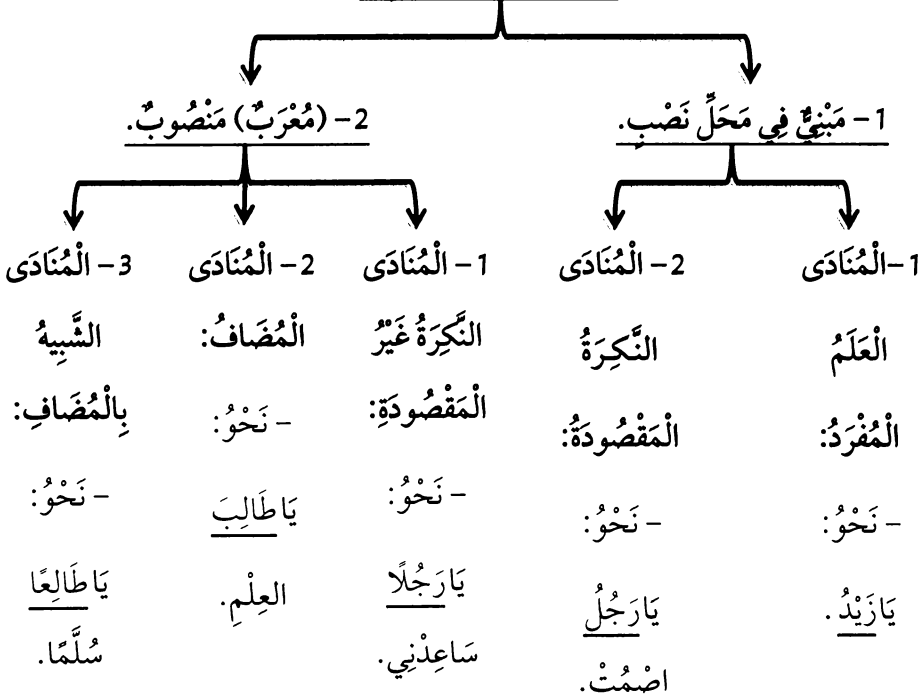 1- مَبْنِيٌّ فِي مَحَلِّ نَصْبٍ.
2- (مُعْرَبٌ) مَنْصُوبٌ.
1-الْمُنَادَى
الْعَلَمُ
الْمُفْرَدُ:
- نَحْوُ:
يَا زَيْدُ.
2- الْمُنَادَى
النَّكِرَةُ
الْمَقْصُودَةُ:
- نَحْوُ:
يَا رَجُلُ
اصْمُتْ.
1- الْمُنَادَى
النَّكِرَةُ غَيْرُ
الْمَقْصُودَةِ:
- نَحْوُ:
يَا رَجُلًا
سَاعِدْنِي.
2- الْمُنَادَى
الْمُضَافُ:
- نَحْوُ:
يَا طَالِبَ
العِلْمِ.
3- الْمُنَادَى
الشَّبِيهُ
بِالْمُضَافِ:
- نَحْوُ:
يَا طَالِعًا
سُلَّمًا.